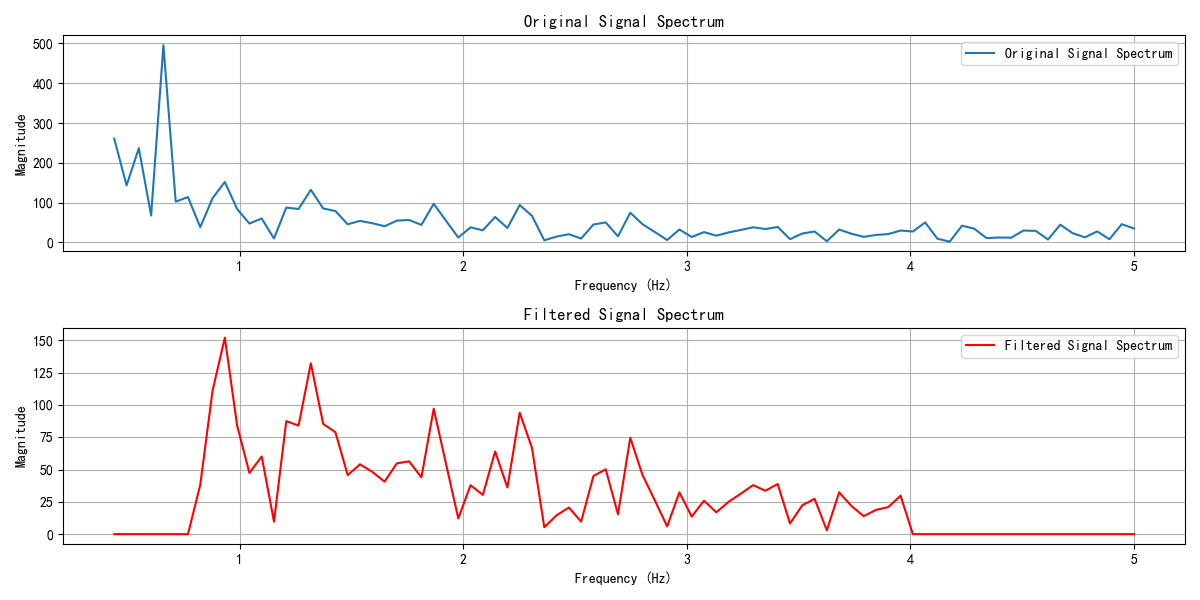 Original Signal Spectrum
500
400
300
200
100
0
Magnitude
Original Signal Spectrum
1 2 3 4 5
Frequency (Hz)
Filtered Signal Spectrum
150
125
100
75
50
25
0
Magnitude
Filtered Signal Spectrum
1 2 3 4 5
Frequency (Hz)